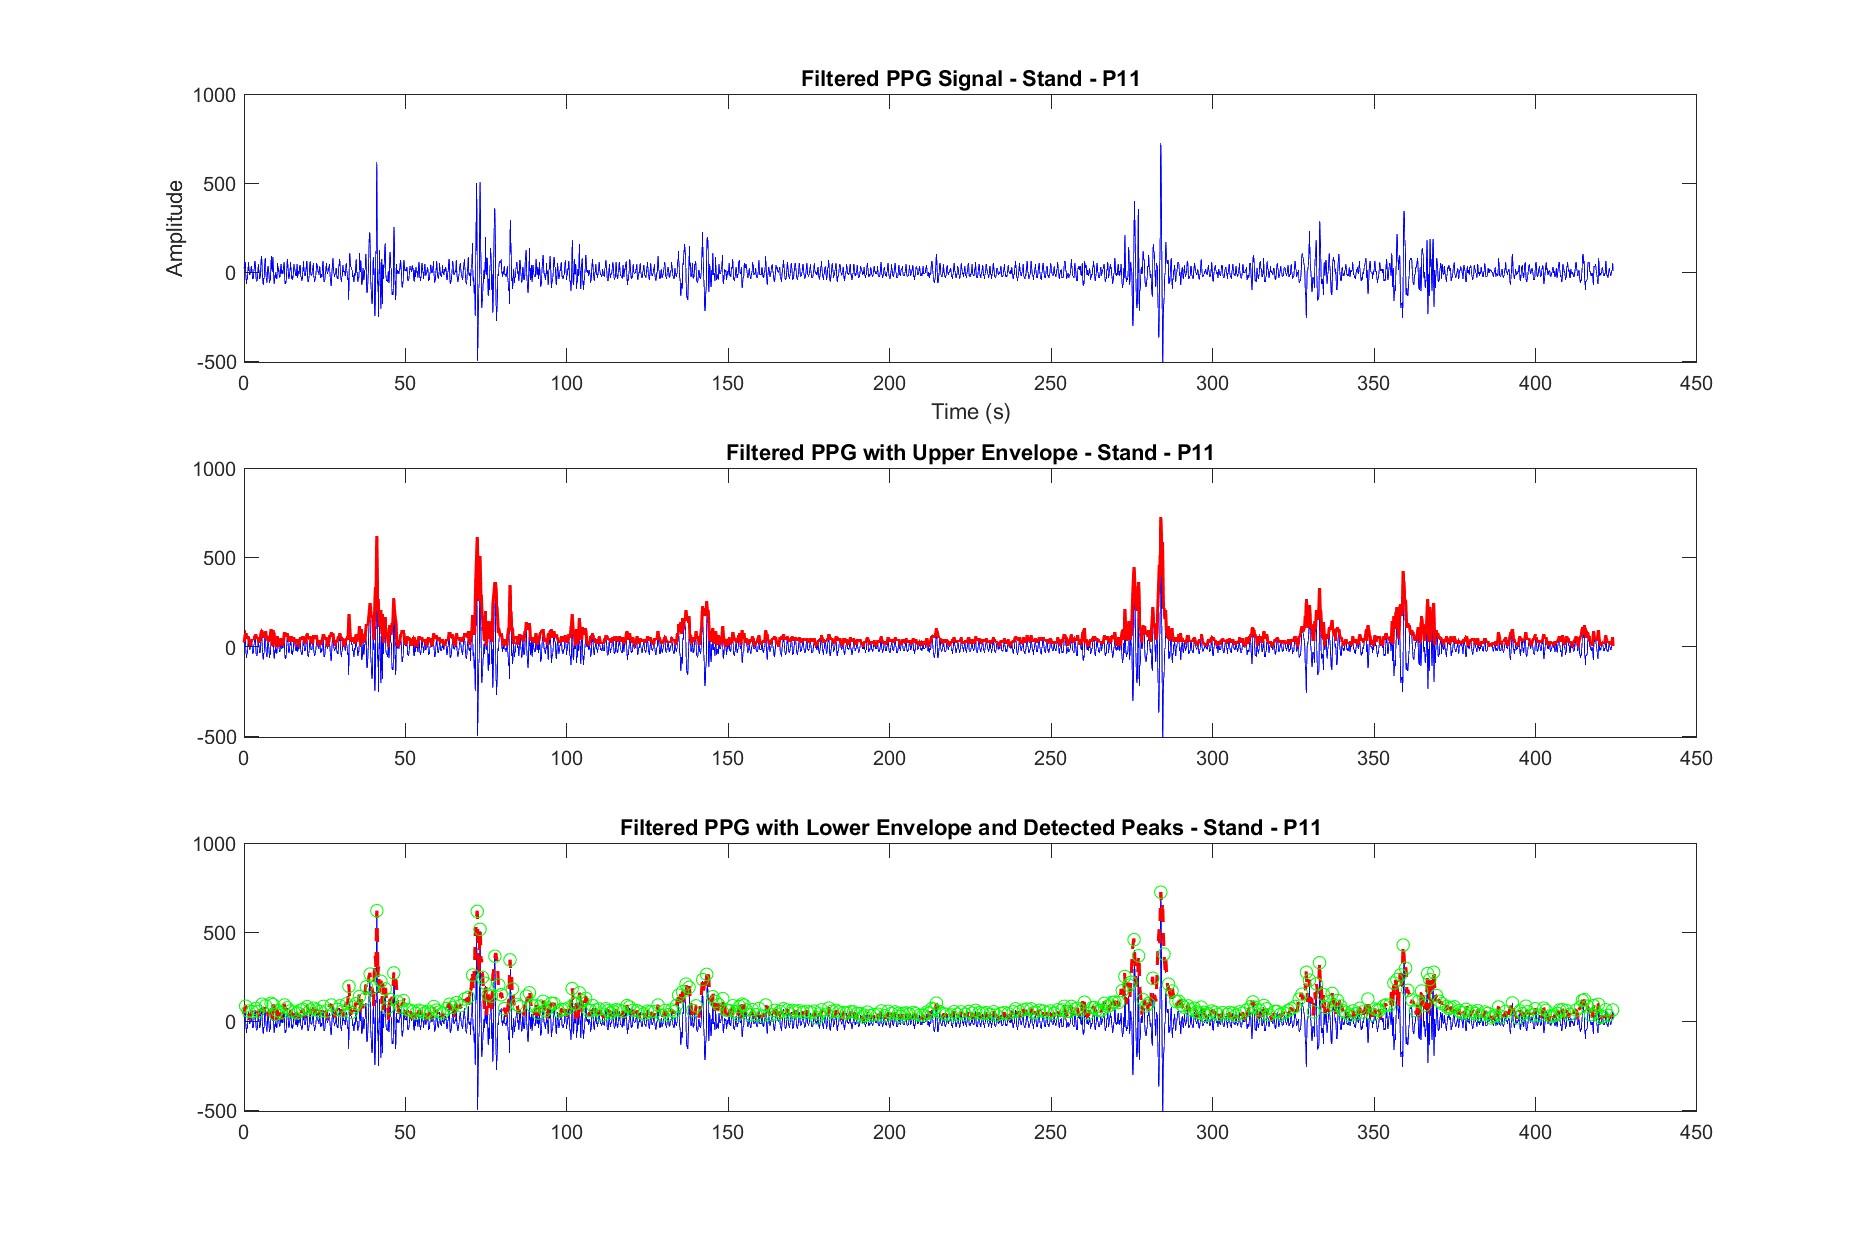 Filtered PPG Signal - Stand - P11
1000
500
0
-500
Amplitude
0 50 100 150 200 250 300 350 400 450
Time (s)
Filtered PPG with Upper Envelope - Stand - P11
1000
500
0
-500
0 50 100 150 200 250 300 350 400 450
Filtered PPG with Lower Envelope and Detected Peaks - Stand - P11
1000
500
0
-500
0 50 100 150 200 250 300 350 400 450